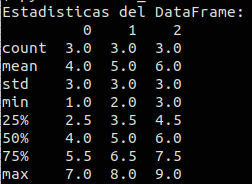 Estadisticas del DataFrame:
0 1 2
count 3.0 3.0 3.0
mean 4.0 5.0 6.0
std 3.0 3.0 3.0
min 1.0 2.0 3.0
25% 2.5 3.5 4.5
50% 4.0 5.0 6.0
75% 5.5 6.5 7.5
max 7.0 8.0 9.0